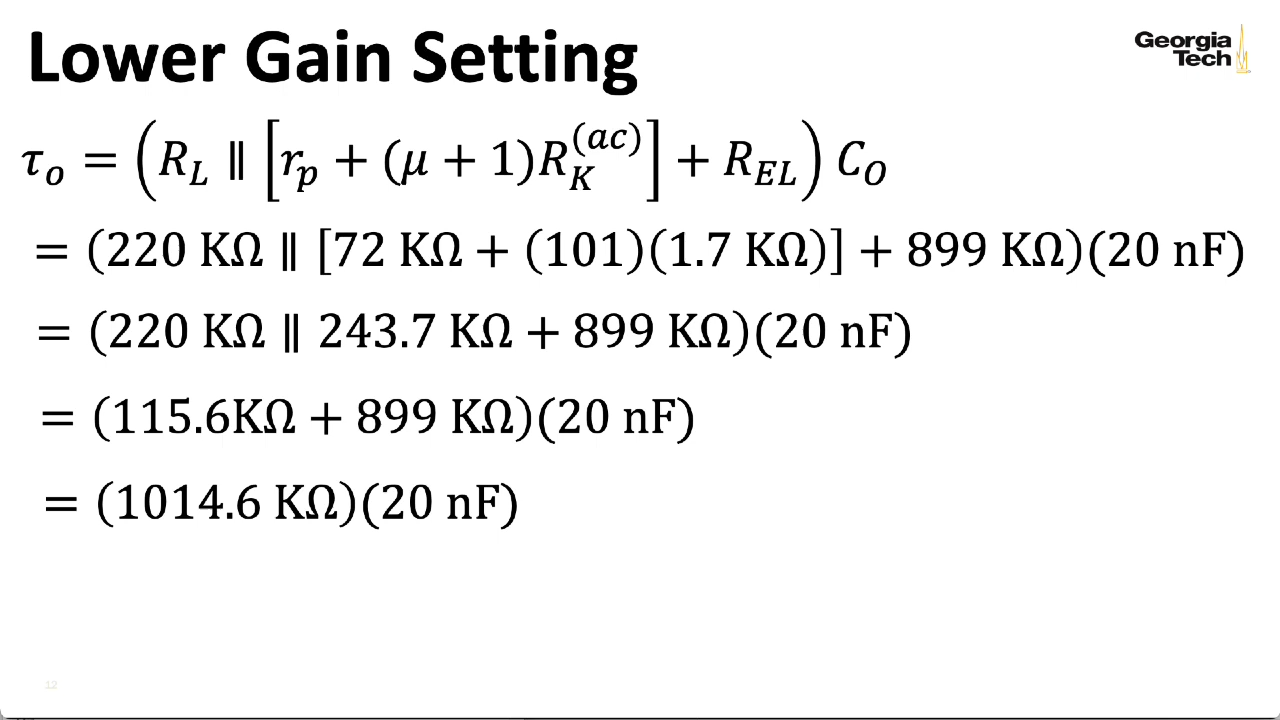 Lower Gain Setting
Georgia
Tech
τₒ = (R_L ∥ [r_p + (μ + 1)R_K^(ac)] + R_EL) C_O
= (220 KΩ ∥ [72 KΩ + (101)(1.7 KΩ)] + 899 KΩ)(20 nF)
= (220 KΩ ∥ 243.7 KΩ + 899 KΩ)(20 nF)
= (115.6KΩ + 899 KΩ)(20 nF)
= (1014.6 KΩ)(20 nF)
12